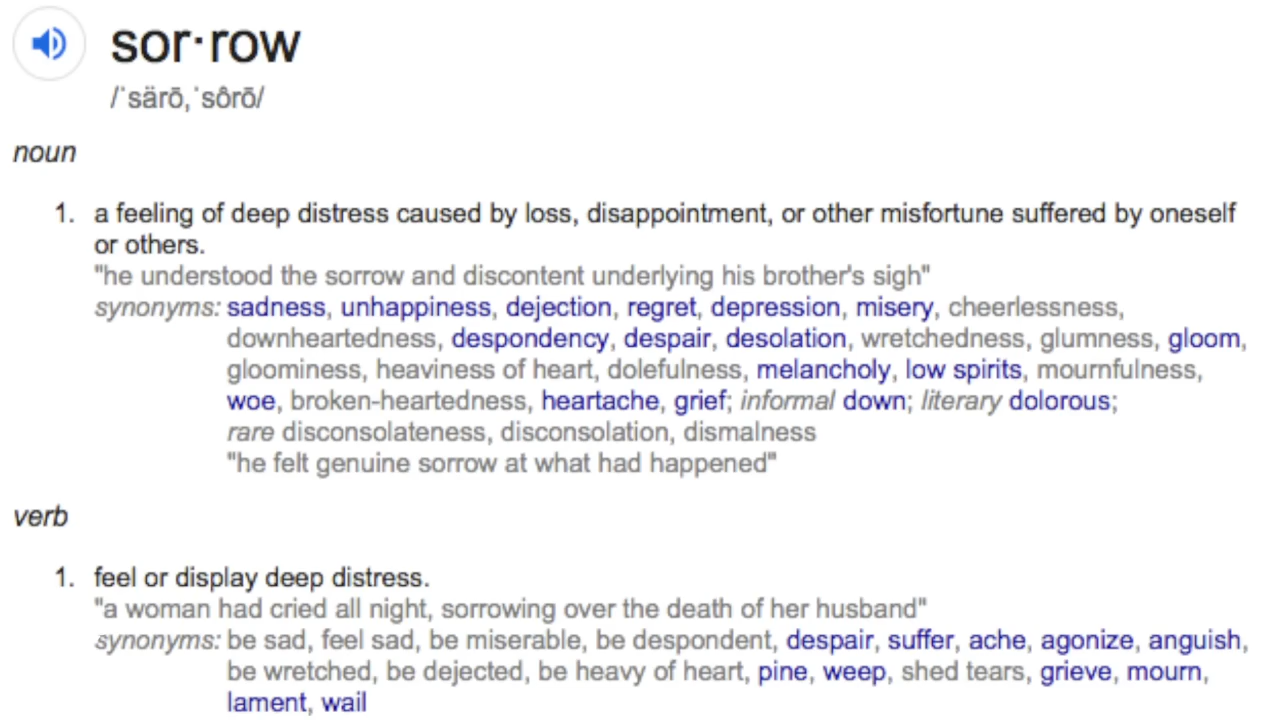 sor·row
/ˈsärō,ˈsôrō/
noun
1. a feeling of deep distress caused by loss, disappointment, or other misfortune suffered by oneself
or others.
"he understood the sorrow and discontent underlying his brother's sigh"
synonyms: sadness, unhappiness, dejection, regret, depression, misery, cheerlessness,
downheartedness, despondency, despair, desolation, wretchedness, glumness, gloom,
gloominess, heaviness of heart, dolefulness, melancholy, low spirits, mournfulness,
woe, broken-heartedness, heartache, grief; informal down; literary dolorous;
rare disconsolateness, disconsolation, dismalness
"he felt genuine sorrow at what had happened"
verb
1. feel or display deep distress.
"a woman had cried all night, sorrowing over the death of her husband"
synonyms: be sad, feel sad, be miserable, be despondent, despair, suffer, ache, agonize, anguish,
be wretched, be dejected, be heavy of heart, pine, weep, shed tears, grieve, mourn,
lament, wail